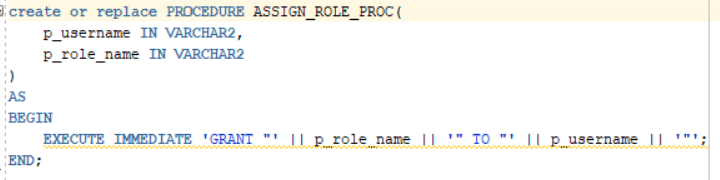 create or replace PROCEDURE ASSIGN_ROLE_PROC(
    p_username IN VARCHAR2,
    p_role_name IN VARCHAR2
)
AS
BEGIN
    EXECUTE IMMEDIATE 'GRANT "' || p_role_name || '" TO "' || p_username || '"';
END;